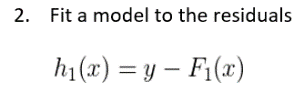 2. Fit a model to the residuals
h₁(x) = y − F₁(x)